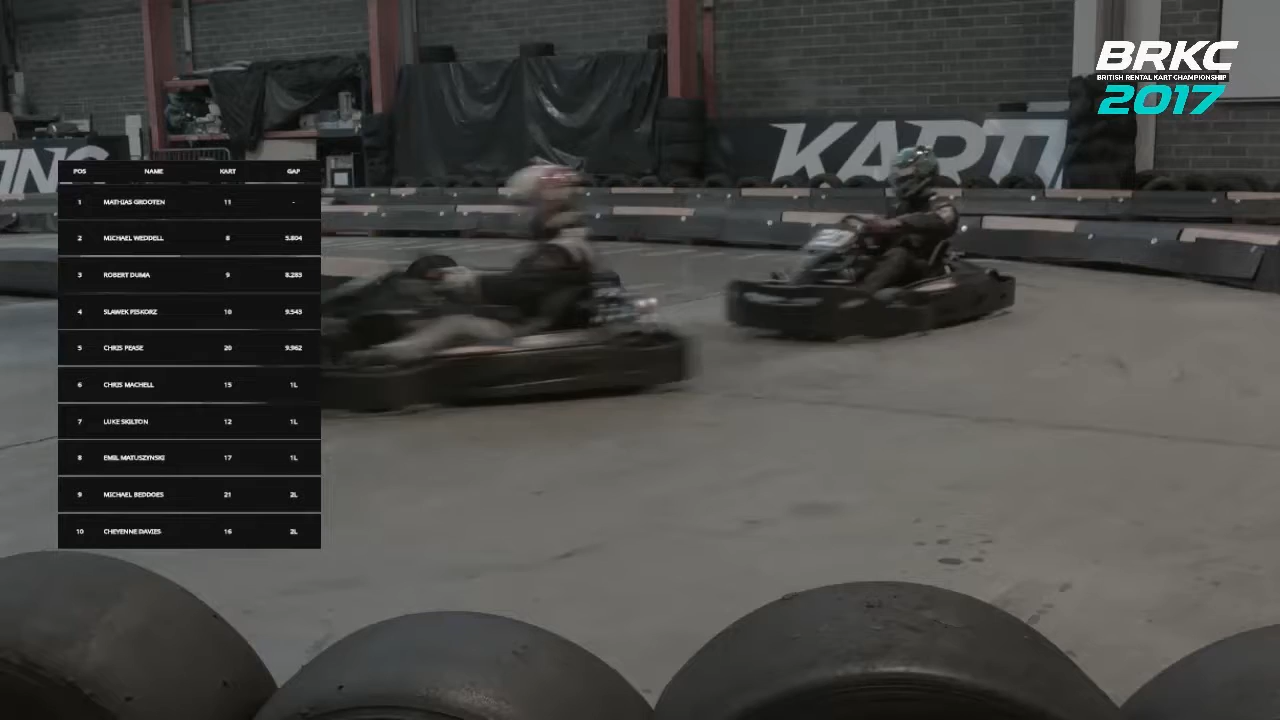 BRKC
BRITISH RENTAL KART CHAMPIONSHIP
2017
KARTI
ING
POS NAME KART GAP
1 MATHIAS GROOTEN 11 -
2 MICHAEL WEDDELL 8 5.804
3 ROBERT DUMA 9 8.283
4 SLAWEK PISKORZ 10 9.543
5 CHRIS PEASE 20 9.962
6 CHRIS MACHELL 15 1L
7 LUKE SKILTON 12 1L
8 EMIL MATUSZYNSKI 17 1L
9 MICHAEL BEDDOES 21 2L
10 CHEYENNE DAVIES 16 2L